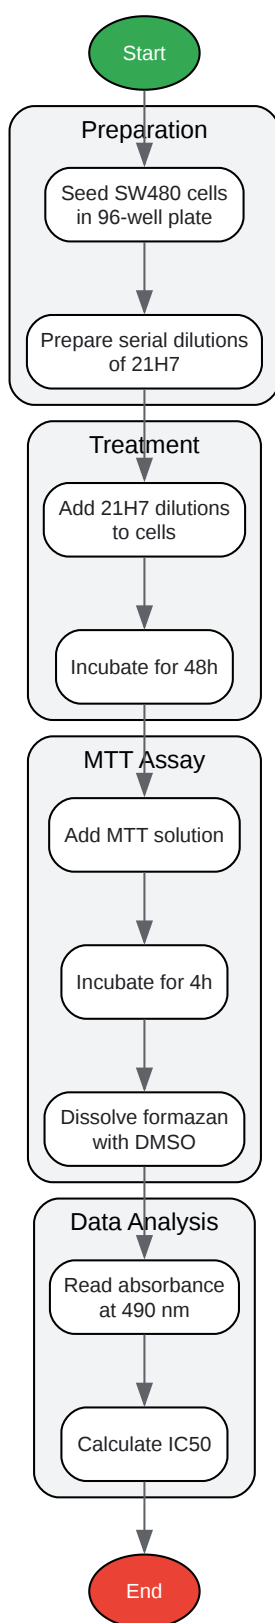 Start
Preparation
Seed SW480 cells
in 96-well plate
Prepare serial dilutions
of 21H7
Treatment
Add 21H7 dilutions
to cells
Incubate for 48h
MTT Assay
Add MTT solution
Incubate for 4h
Dissolve formazan
with DMSO
Data Analysis
Read absorbance
at 490 nm
Calculate IC50
End